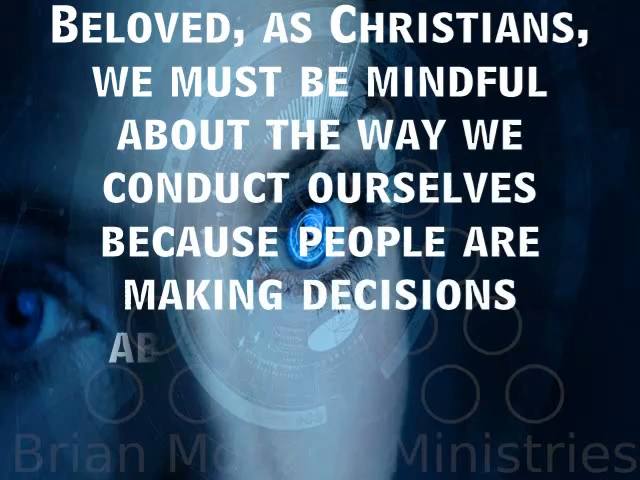 Beloved, as Christians,
we must be mindful
about the way we
conduct ourselves
because people are
making decisions
ab
Brian Ministries